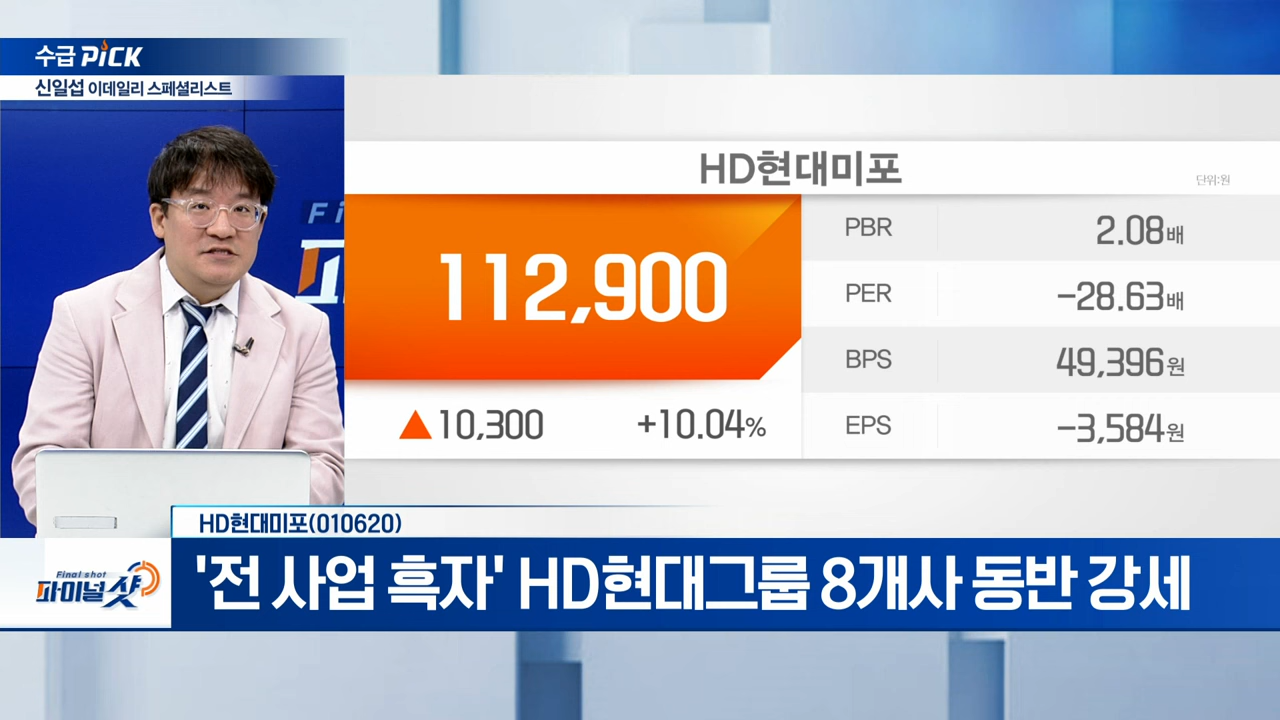 수급 PiCK
신일섭 이데일리 스페셜리스트
Fi
파
HD현대미포
단위:원
112,900
▲10,300 +10.04%
PBR 2.08배
PER -28.63배
BPS 49,396원
EPS -3,584원
HD현대미포(010620)
Final shot
파이널샷
'전 사업 흑자' HD현대그룹 8개사 동반 강세